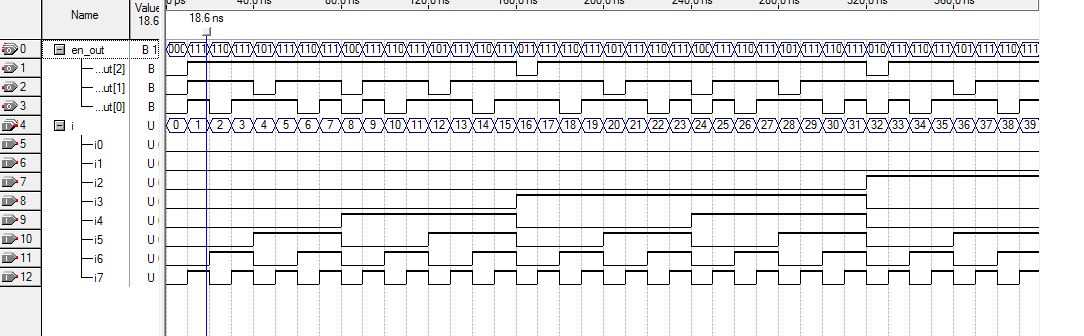 0 ps 40.0 ns 80.0 ns 120.0 ns 160.0 ns 200.0 ns 240.0 ns 280.0 ns 320.0 ns 360.0 ns
Name Value
18.6
18.6 ns
0 en_out B 1 000 111 110 111 101 111 110 111 100 111 110 111 101 111 110 111 011 111 110 111 101 111 110 111 100 111 110 111 101 111 110 111 010 111 110 111 101 111 110 111
1 ...ut[2] B
2 ...ut[1] B
3 ...ut[0] B
4 i U 0 1 2 3 4 5 6 7 8 9 10 11 12 13 14 15 16 17 18 19 20 21 22 23 24 25 26 27 28 29 30 31 32 33 34 35 36 37 38 39
5 i0 U
6 i1 U
7 i2 U
8 i3 U
9 i4 U
10 i5 U
11 i6 U
12 i7 U